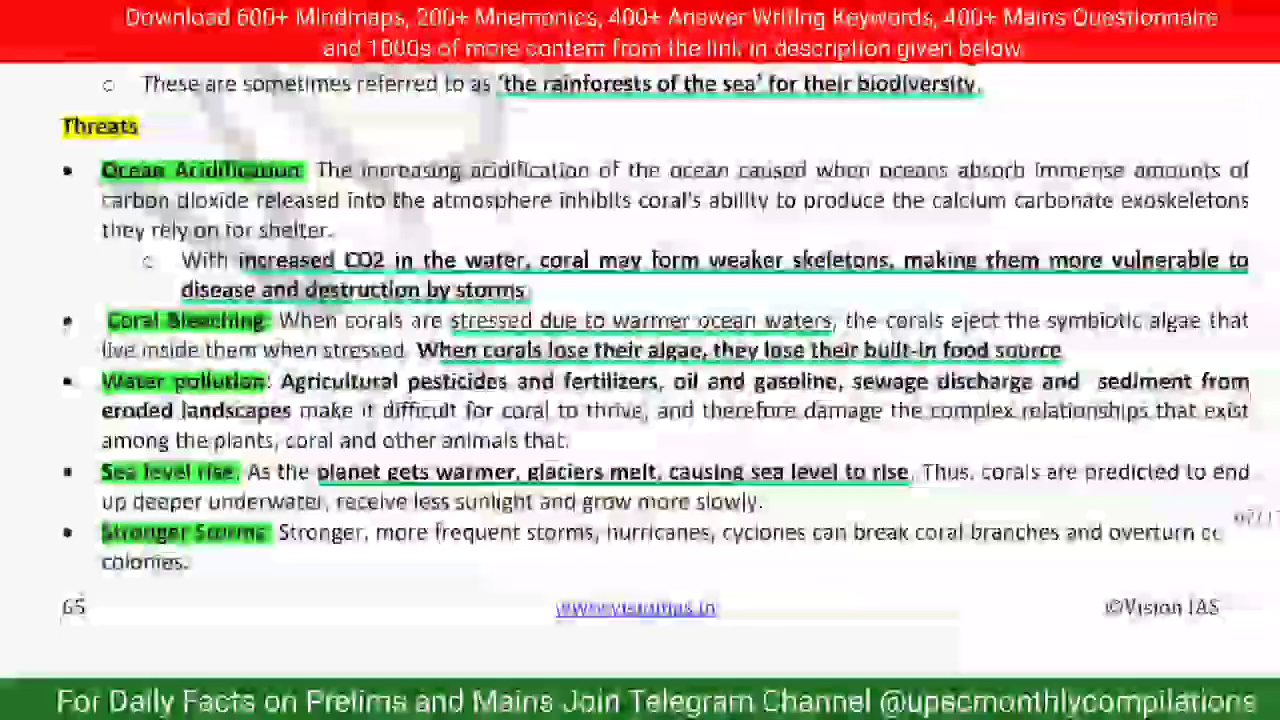 Download 600+ Mindmaps, 200+ Mnemonics, 400+ Answer Writing Keywords, 400+ Mains Questionnaire
and 1000s of more content from the link in description given below
o These are sometimes referred to as 'the rainforests of the sea' for their biodiversity.
Threats
• Ocean Acidification: The increasing acidification of the ocean caused when oceans absorb immense amounts of
carbon dioxide released into the atmosphere inhibits coral's ability to produce the calcium carbonate exoskeletons
they rely on for shelter.
o With increased CO2 in the water, coral may form weaker skeletons, making them more vulnerable to
disease and destruction by storms.
• Coral Bleaching: When corals are stressed due to warmer ocean waters, the corals eject the symbiotic algae that
live inside them when stressed. When corals lose their algae, they lose their built-in food source.
• Water pollution: Agricultural pesticides and fertilizers, oil and gasoline, sewage discharge and sediment from
eroded landscapes make it difficult for coral to thrive, and therefore damage the complex relationships that exist
among the plants, coral and other animals that.
• Sea level rise: As the planet gets warmer, glaciers melt, causing sea level to rise. Thus, corals are predicted to end
up deeper underwater, receive less sunlight and grow more slowly.
• Stronger Storms: Stronger, more frequent storms, hurricanes, cyclones can break coral branches and overturn
colonies.
65 www.visionias.in ©Vision IAS
For Daily Facts on Prelims and Mains Join Telegram Channel @upscmonthlycompilations